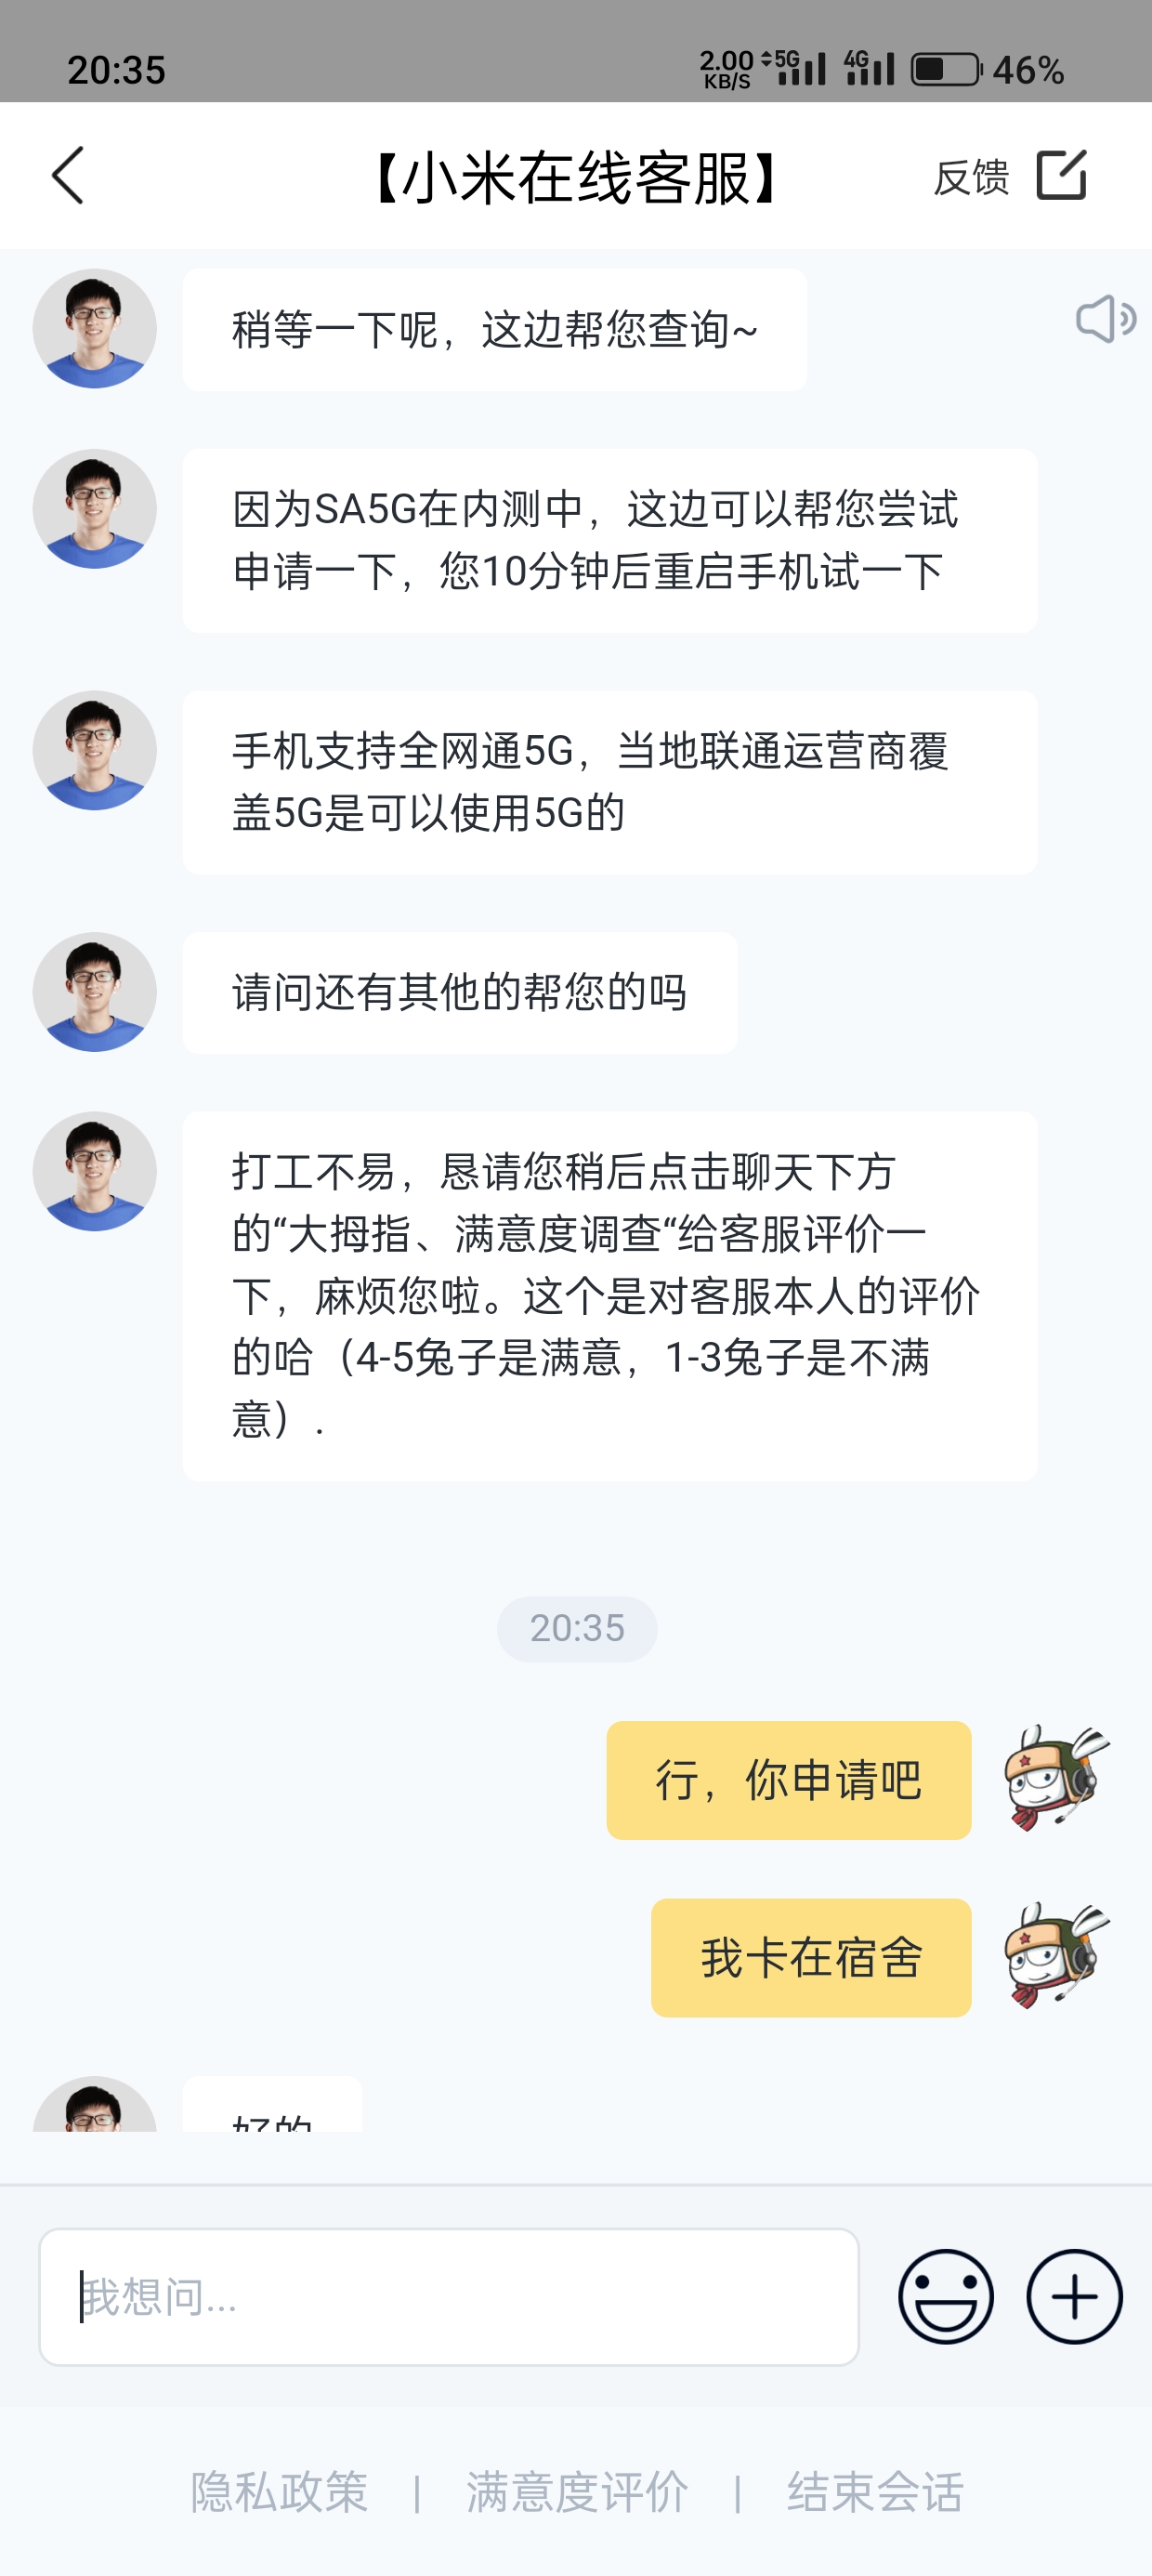 20:35
2.00
KB/S
5G
4G
46%
【小米在线客服】
反馈
稍等一下呢，这边帮您查询~
因为SA5G在内测中，这边可以帮您尝试
申请一下，您10分钟后重启手机试一下
手机支持全网通5G，当地联通运营商覆
盖5G是可以使用5G的
请问还有其他的帮您的吗
打工不易，恳请您稍后点击聊天下方
的“大拇指、满意度调查“给客服评价一
下，麻烦您啦。这个是对客服本人的评价
的哈（4-5兔子是满意，1-3兔子是不满
意）.
20:35
行，你申请吧
我卡在宿舍
好的
我想问...
隐私政策 | 满意度评价 | 结束会话